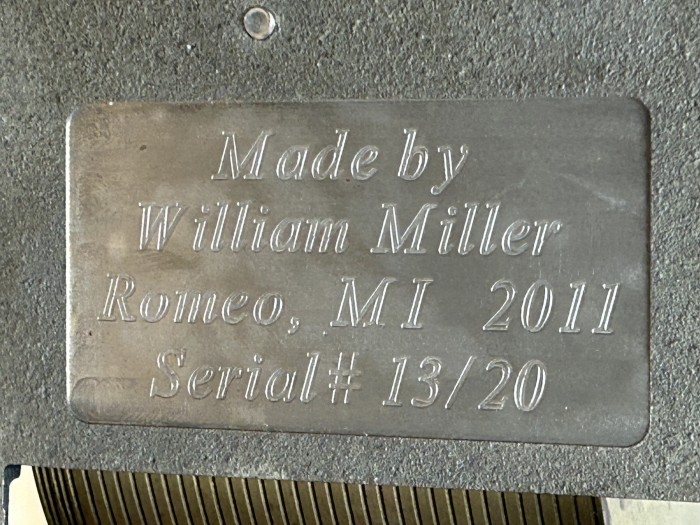 Made by
William Miller
Romeo, MI 2011
Serial# 13/20